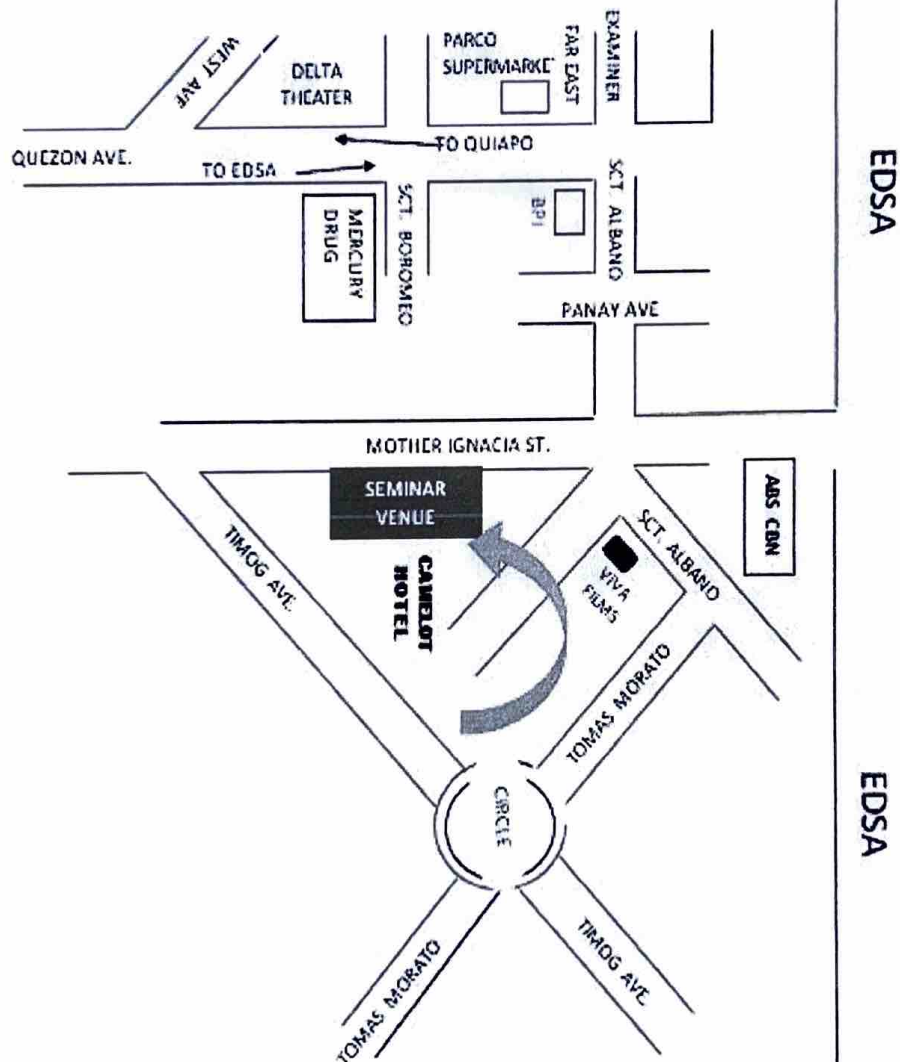 WEST AVE
DELTA
THEATER
PARCO
SUPERMARKE
FAR EAST
EXAMINER
EDSA
QUEZON AVE.
TO QUIAPO
TO EDSA
MERCURY
DRUG
SCT. BOROMEO
BPI
SCT. ALBANO
PANAY AVE
MOTHER IGNACIA ST.
SEMINAR
VENUE
ABS CBN
SCT. ALBANO
VIVA
FILMS
TIMOG AVE.
CAMELOT
HOTEL
TOMAS MORATO
CIRCLE
EDSA
TIMOG AVE
TOMAS MORATO